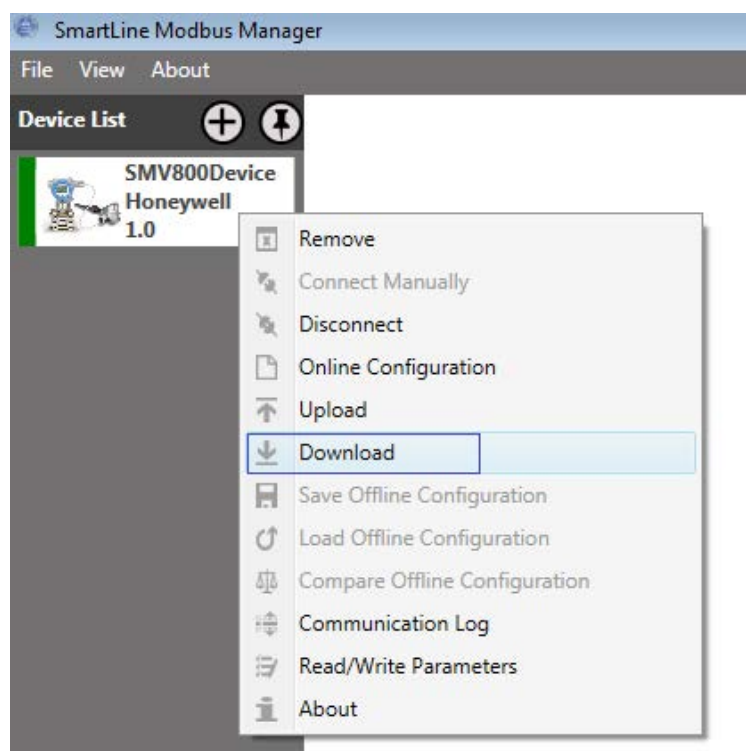 SmartLine Modbus Manager
File View About
Device List
SMV800Device
Honeywell
1.0
Remove
Connect Manually
Disconnect
Online Configuration
Upload
Download
Save Offline Configuration
Load Offline Configuration
Compare Offline Configuration
Communication Log
Read/Write Parameters
About